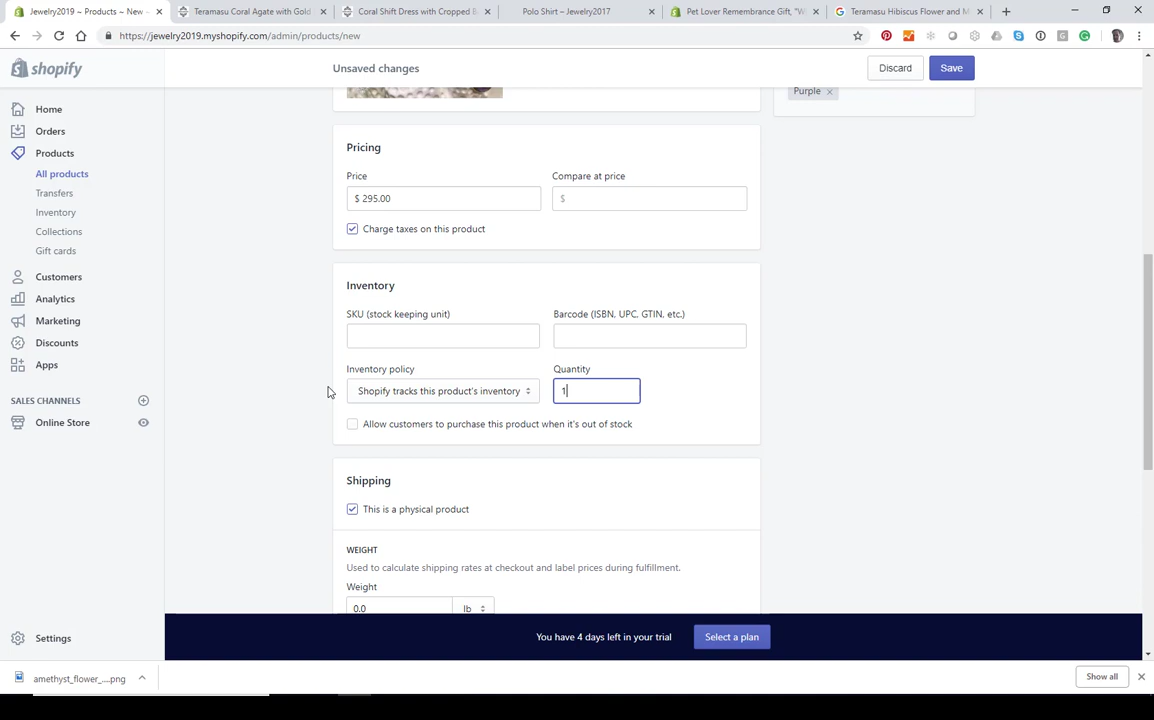 Jewelry2019 ~ Products ~ New ~
Teramasu Coral Agate with Gold
Coral Shift Dress with Cropped B
Polo Shirt – Jewelry2017
Pet Lover Remembrance Gift, "W
Teramasu Hibiscus Flower and M
https://jewelry2019.myshopify.com/admin/products/new
shopify
Unsaved changes
Discard
Save
Home
Orders
Products
All products
Transfers
Inventory
Collections
Gift cards
Customers
Analytics
Marketing
Discounts
Apps
SALES CHANNELS
Online Store
Settings
Purple
Pricing
Price
Compare at price
$ 295.00
$
Charge taxes on this product
Inventory
SKU (stock keeping unit)
Barcode (ISBN, UPC, GTIN, etc.)
Inventory policy
Quantity
Shopify tracks this product's inventory
1
Allow customers to purchase this product when it's out of stock
Shipping
This is a physical product
WEIGHT
Used to calculate shipping rates at checkout and label prices during fulfillment.
Weight
0.0
lb
You have 4 days left in your trial
Select a plan
amethyst_flower_....png
Show all